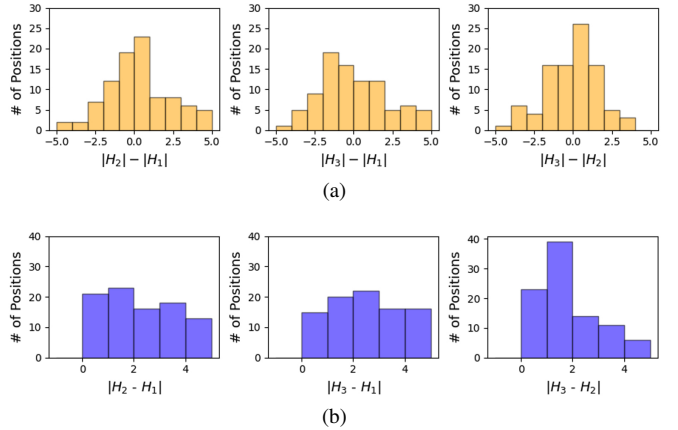 30
25
20
15
10
5
0
# of Positions
−5.0 −2.5 0.0 2.5 5.0
|H₂| − |H₁|
30
25
20
15
10
5
0
# of Positions
−5.0 −2.5 0.0 2.5 5.0
|H₃| − |H₁|
30
25
20
15
10
5
0
# of Positions
−5.0 −2.5 0.0 2.5 5.0
|H₃| − |H₂|
(a)
40
30
20
10
0
# of Positions
0 2 4
|H₂ - H₁|
40
30
20
10
0
# of Positions
0 2 4
|H₃ - H₁|
40
30
20
10
0
# of Positions
0 2 4
|H₃ - H₂|
(b)